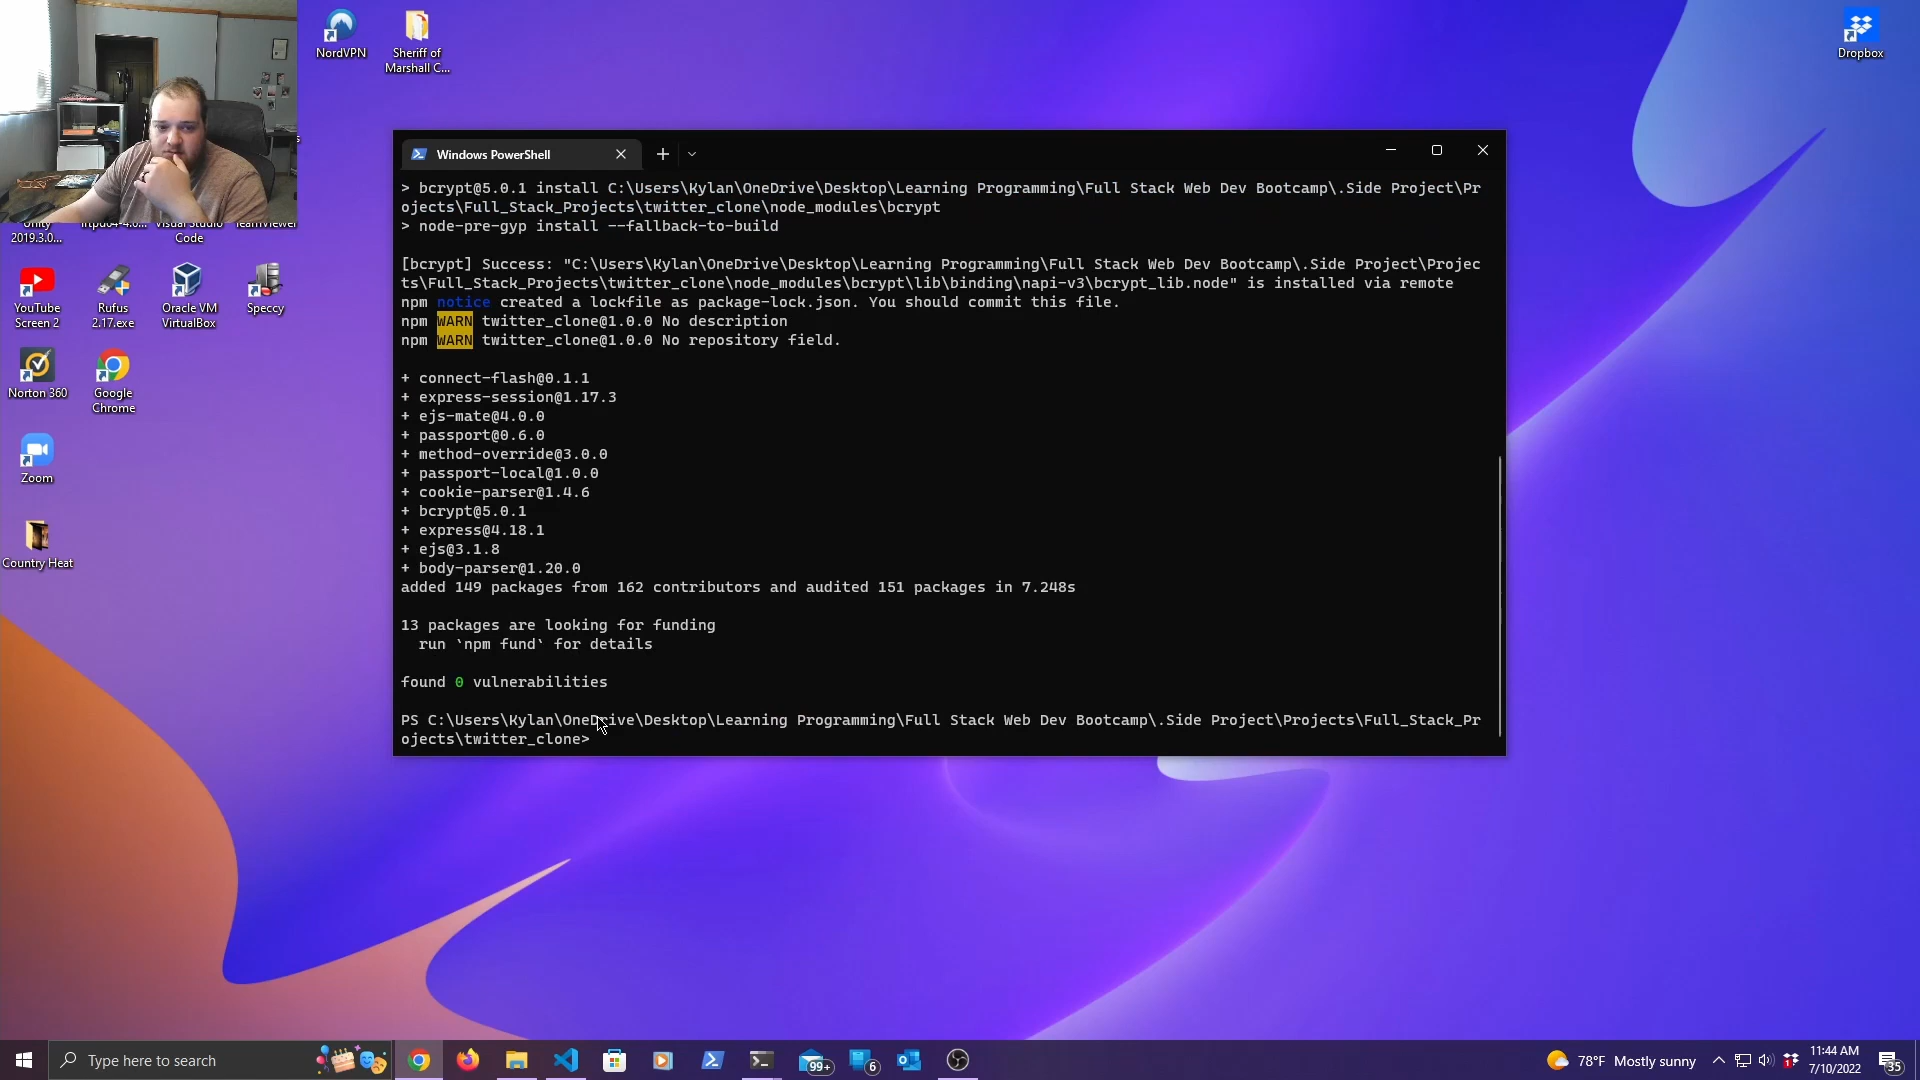 NordVPN
Sheriff of
Marshall C...
Dropbox
Unity
2019.3.0...
Visual Studio
Code
TeamViewer
YouTube
Screen 2
Rufus
2.17.exe
Oracle VM
VirtualBox
Speccy
Norton 360
Google
Chrome
Zoom
Country Heat
Windows PowerShell
> bcrypt@5.0.1 install C:\Users\Kylan\OneDrive\Desktop\Learning Programming\Full Stack Web Dev Bootcamp\.Side Project\Pr
ojects\Full_Stack_Projects\twitter_clone\node_modules\bcrypt
> node-pre-gyp install --fallback-to-build
[bcrypt] Success: "C:\Users\Kylan\OneDrive\Desktop\Learning Programming\Full Stack Web Dev Bootcamp\.Side Project\Projec
ts\Full_Stack_Projects\twitter_clone\node_modules\bcrypt\lib\binding\napi-v3\bcrypt_lib.node" is installed via remote
npm notice created a lockfile as package-lock.json. You should commit this file.
npm WARN twitter_clone@1.0.0 No description
npm WARN twitter_clone@1.0.0 No repository field.
+ connect-flash@0.1.1
+ express-session@1.17.3
+ ejs-mate@4.0.0
+ passport@0.6.0
+ method-override@3.0.0
+ passport-local@1.0.0
+ cookie-parser@1.4.6
+ bcrypt@5.0.1
+ express@4.18.1
+ ejs@3.1.8
+ body-parser@1.20.0
added 149 packages from 162 contributors and audited 151 packages in 7.248s
13 packages are looking for funding
run `npm fund` for details
found 0 vulnerabilities
PS C:\Users\Kylan\OneDrive\Desktop\Learning Programming\Full Stack Web Dev Bootcamp\.Side Project\Projects\Full_Stack_Pr
ojects\twitter_clone>
Type here to search
99+
6
78°F Mostly sunny
1
11:44 AM
7/10/2022
35